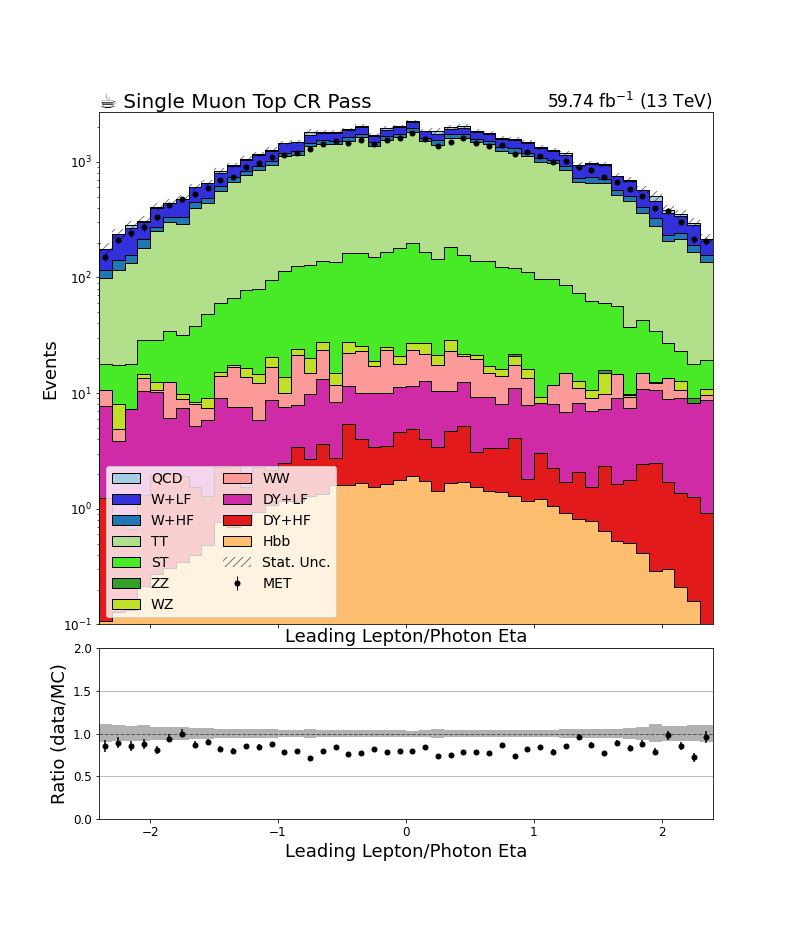 ☕ Single Muon Top CR Pass 59.74 fb⁻¹ (13 TeV)
Events
10³
10²
10¹
10⁰
10⁻¹
QCD WW
W+LF DY+LF
W+HF DY+HF
TT Hbb
ST Stat. Unc.
ZZ MET
WZ
Leading Lepton/Photon Eta
Ratio (data/MC)
2.0
1.5
1.0
0.5
0.0
−2 −1 0 1 2
Leading Lepton/Photon Eta